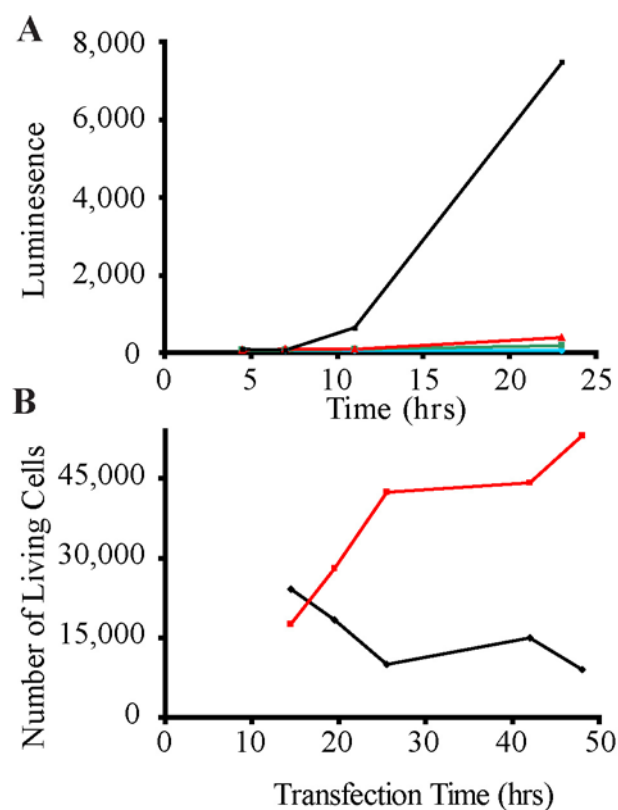 A
8,000
6,000
4,000
2,000
0
Luminesence
0 5 10 15 20 25
Time (hrs)
B
45,000
30,000
15,000
0
Number of Living Cells
0 10 20 30 40 50
Transfection Time (hrs)